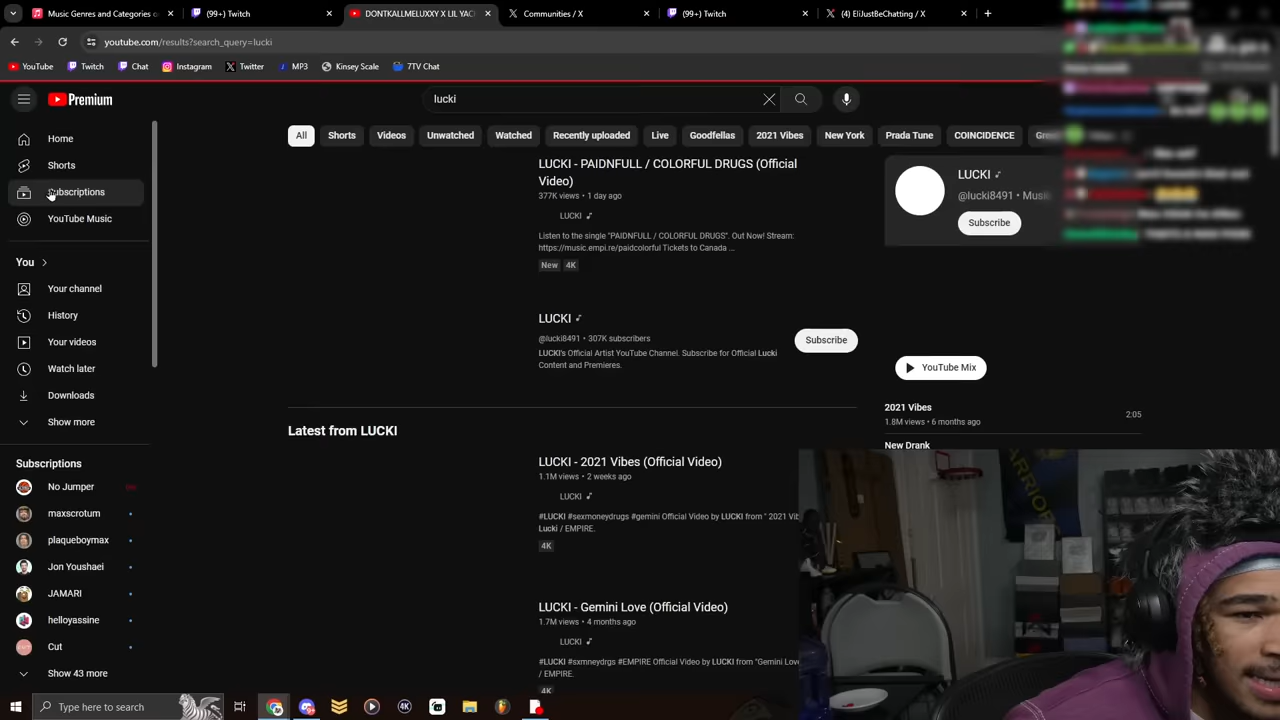 Music Genres and Categories o
(99+) Twitch
DONTKALLMELUXXY X LIL YAC
Communities / X
(99+) Twitch
(4) EliJustBeChatting / X
youtube.com/results?search_query=lucki
YouTube
Twitch
Chat
Instagram
Twitter
MP3
Kinsey Scale
7TV Chat
Premium
lucki
Home
Shorts
Subscriptions
YouTube Music
You
Your channel
History
Your videos
Watch later
Downloads
Show more
Subscriptions
No Jumper
maxscrotum
plaqueboymax
Jon Youshaei
JAMARI
helloyassine
Cut
Show 43 more
All
Shorts
Videos
Unwatched
Watched
Recently uploaded
Live
Goodfellas
2021 Vibes
New York
Prada Tune
COINCIDENCE
LUCKI - PAIDNFULL / COLORFUL DRUGS (Official
Video)
377K views • 1 day ago
LUCKI
Listen to the single "PAIDNFULL / COLORFUL DRUGS". Out Now! Stream:
https://music.empi.re/paidcolorful Tickets to Canada ...
New 4K
LUCKI
@lucki8491 • 307K subscribers
LUCKI's Official Artist YouTube Channel. Subscribe for Official Lucki
Content and Premieres.
Subscribe
Latest from LUCKI
LUCKI - 2021 Vibes (Official Video)
1.1M views • 2 weeks ago
LUCKI
#LUCKI #sexmoneydrugs #gemini Official Video by LUCKI from " 2021 Vib
Lucki / EMPIRE.
4K
LUCKI - Gemini Love (Official Video)
1.7M views • 4 months ago
LUCKI
#LUCKI #sxmneydrgs #EMPIRE Official Video by LUCKI from "Gemini Lov
/ EMPIRE.
4K
LUCKI
@lucki8491 • Musi
Subscribe
YouTube Mix
2021 Vibes
1.8M views • 6 months ago
2:05
New Drank
WARRIOR
Type here to search
4K